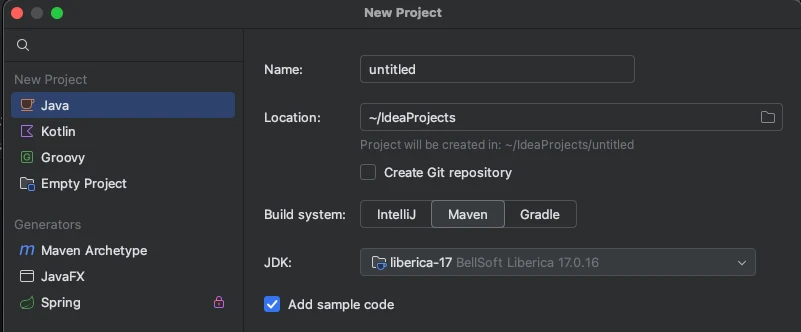 New Project
New Project
Java
Kotlin
Groovy
Empty Project
Generators
Maven Archetype
JavaFX
Spring
Name: untitled
Location: ~/IdeaProjects
Project will be created in: ~/IdeaProjects/untitled
Create Git repository
Build system: IntelliJ Maven Gradle
JDK: liberica-17 BellSoft Liberica 17.0.16
Add sample code